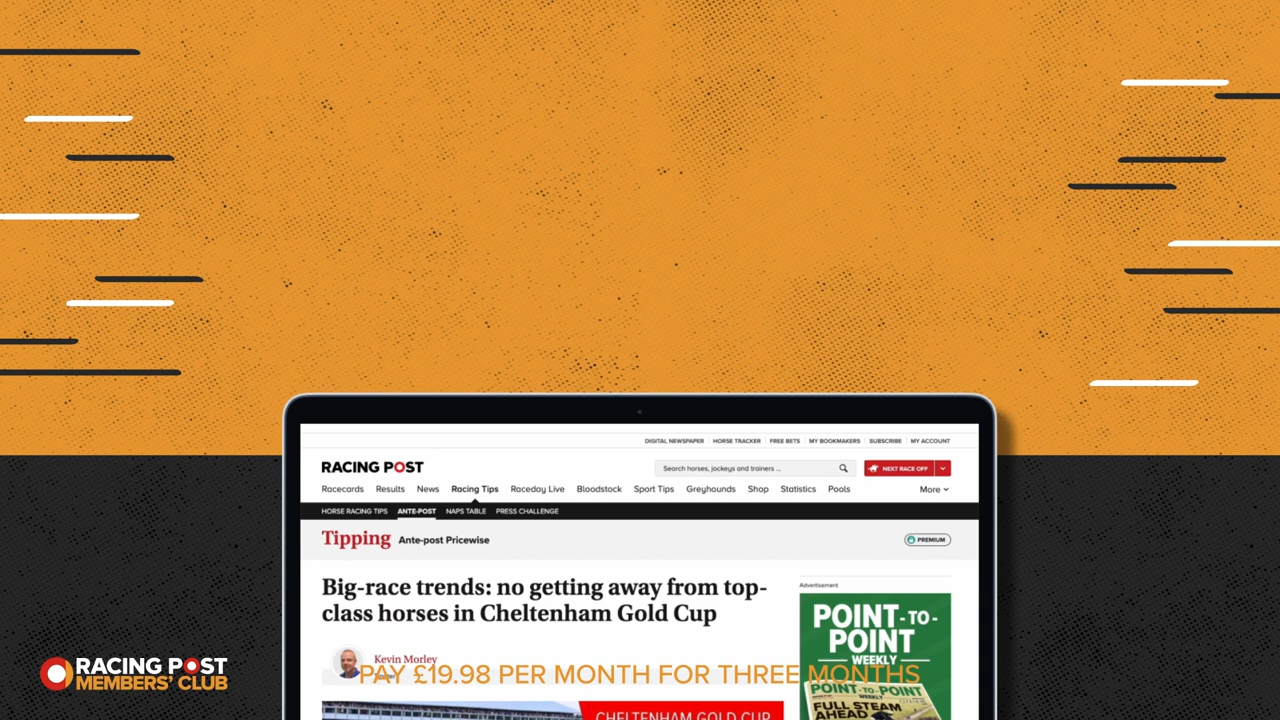 DIGITAL NEWSPAPER HORSE TRACKER FREE BETS MY BOOKMAKERS SUBSCRIBE MY ACCOUNT
RACING POST
Search horses, jockeys and trainers ...
NEXT RACE OFF
Racecards Results News Racing Tips Raceday Live Bloodstock Sport Tips Greyhounds Shop Statistics Pools More
HORSE RACING TIPS ANTE-POST NAPS TABLE PRESS CHALLENGE
Tipping Ante-post Pricewise
PREMIUM
Big-race trends: no getting away from top-
class horses in Cheltenham Gold Cup
Kevin Morley
CHELTENHAM GOLD CUP
Advertisement
POINT-TO-
POINT
WEEKLY
POINT-TO-POINT
WEEKLY
FULL STEAM
AHEAD
PAY £19.98 PER MONTH FOR THREE MONTHS
RACING POST
MEMBERS' CLUB